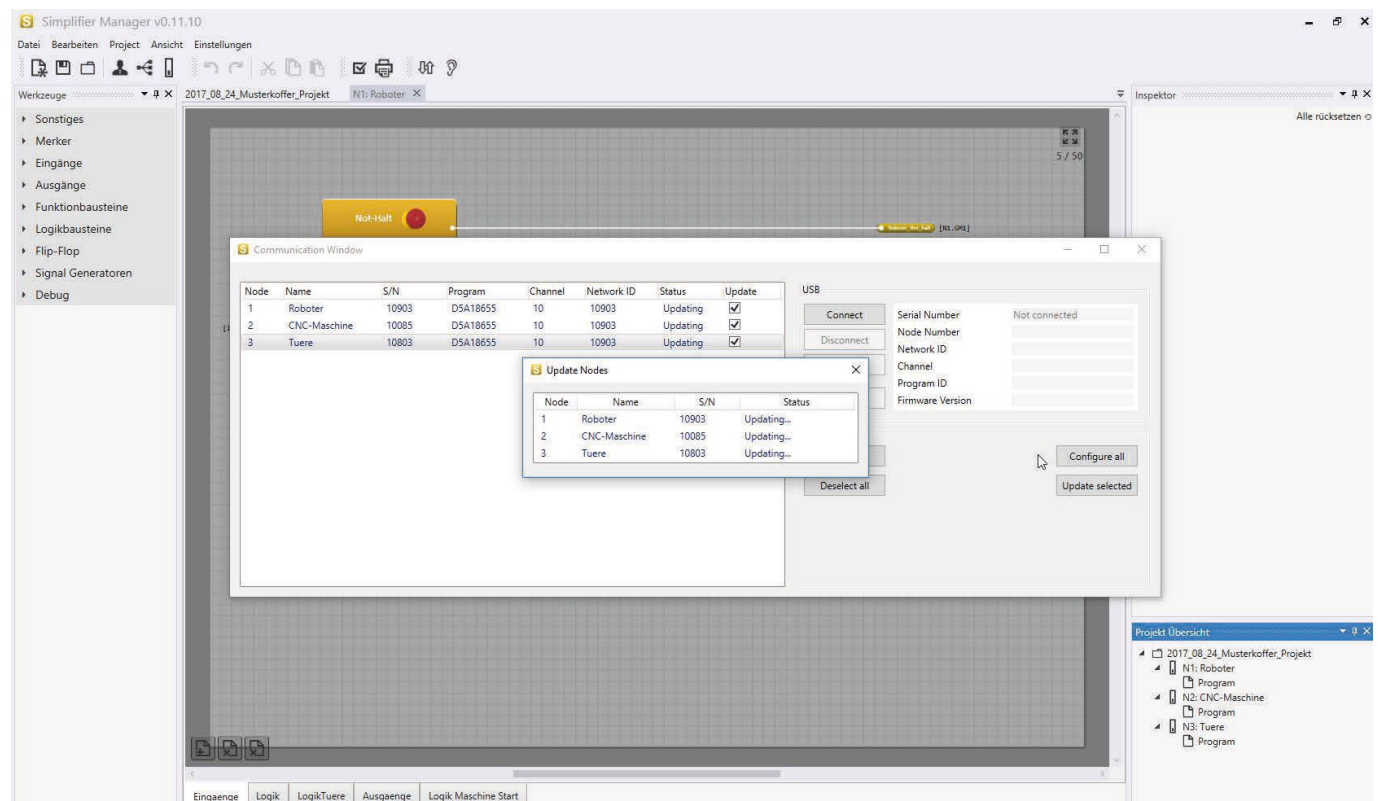 Simplifier Manager v0.11.10
Datei Bearbeiten Project Ansicht Einstellungen
Werkzeuge
2017_08_24_Musterkoffer_Projekt N1: Roboter
Inspektor
Alle rücksetzen
Sonstiges
Merker
Eingänge
Ausgänge
Funktionbausteine
Logikbausteine
Flip-Flop
Signal Generatoren
Debug
5 / 50
Not-Halt
[N1.GM1]
Communication Window
Node Name S/N Program Channel Network ID Status Update
1 Roboter 10903 D5A18655 10 10903 Updating
2 CNC-Maschine 10085 D5A18655 10 10903 Updating
3 Tuere 10803 D5A18655 10 10903 Updating
USB
Connect
Disconnect
Serial Number Not connected
Node Number
Network ID
Channel
Program ID
Firmware Version
Update Nodes
Node Name S/N Status
1 Roboter 10903 Updating...
2 CNC-Maschine 10085 Updating...
3 Tuere 10803 Updating...
Configure all
Deselect all
Update selected
Projekt Übersicht
2017_08_24_Musterkoffer_Projekt
N1: Roboter
Program
N2: CNC-Maschine
Program
N3: Tuere
Program
Eingaenge Logik LogikTuere Ausgaenge Logik Maschine Start